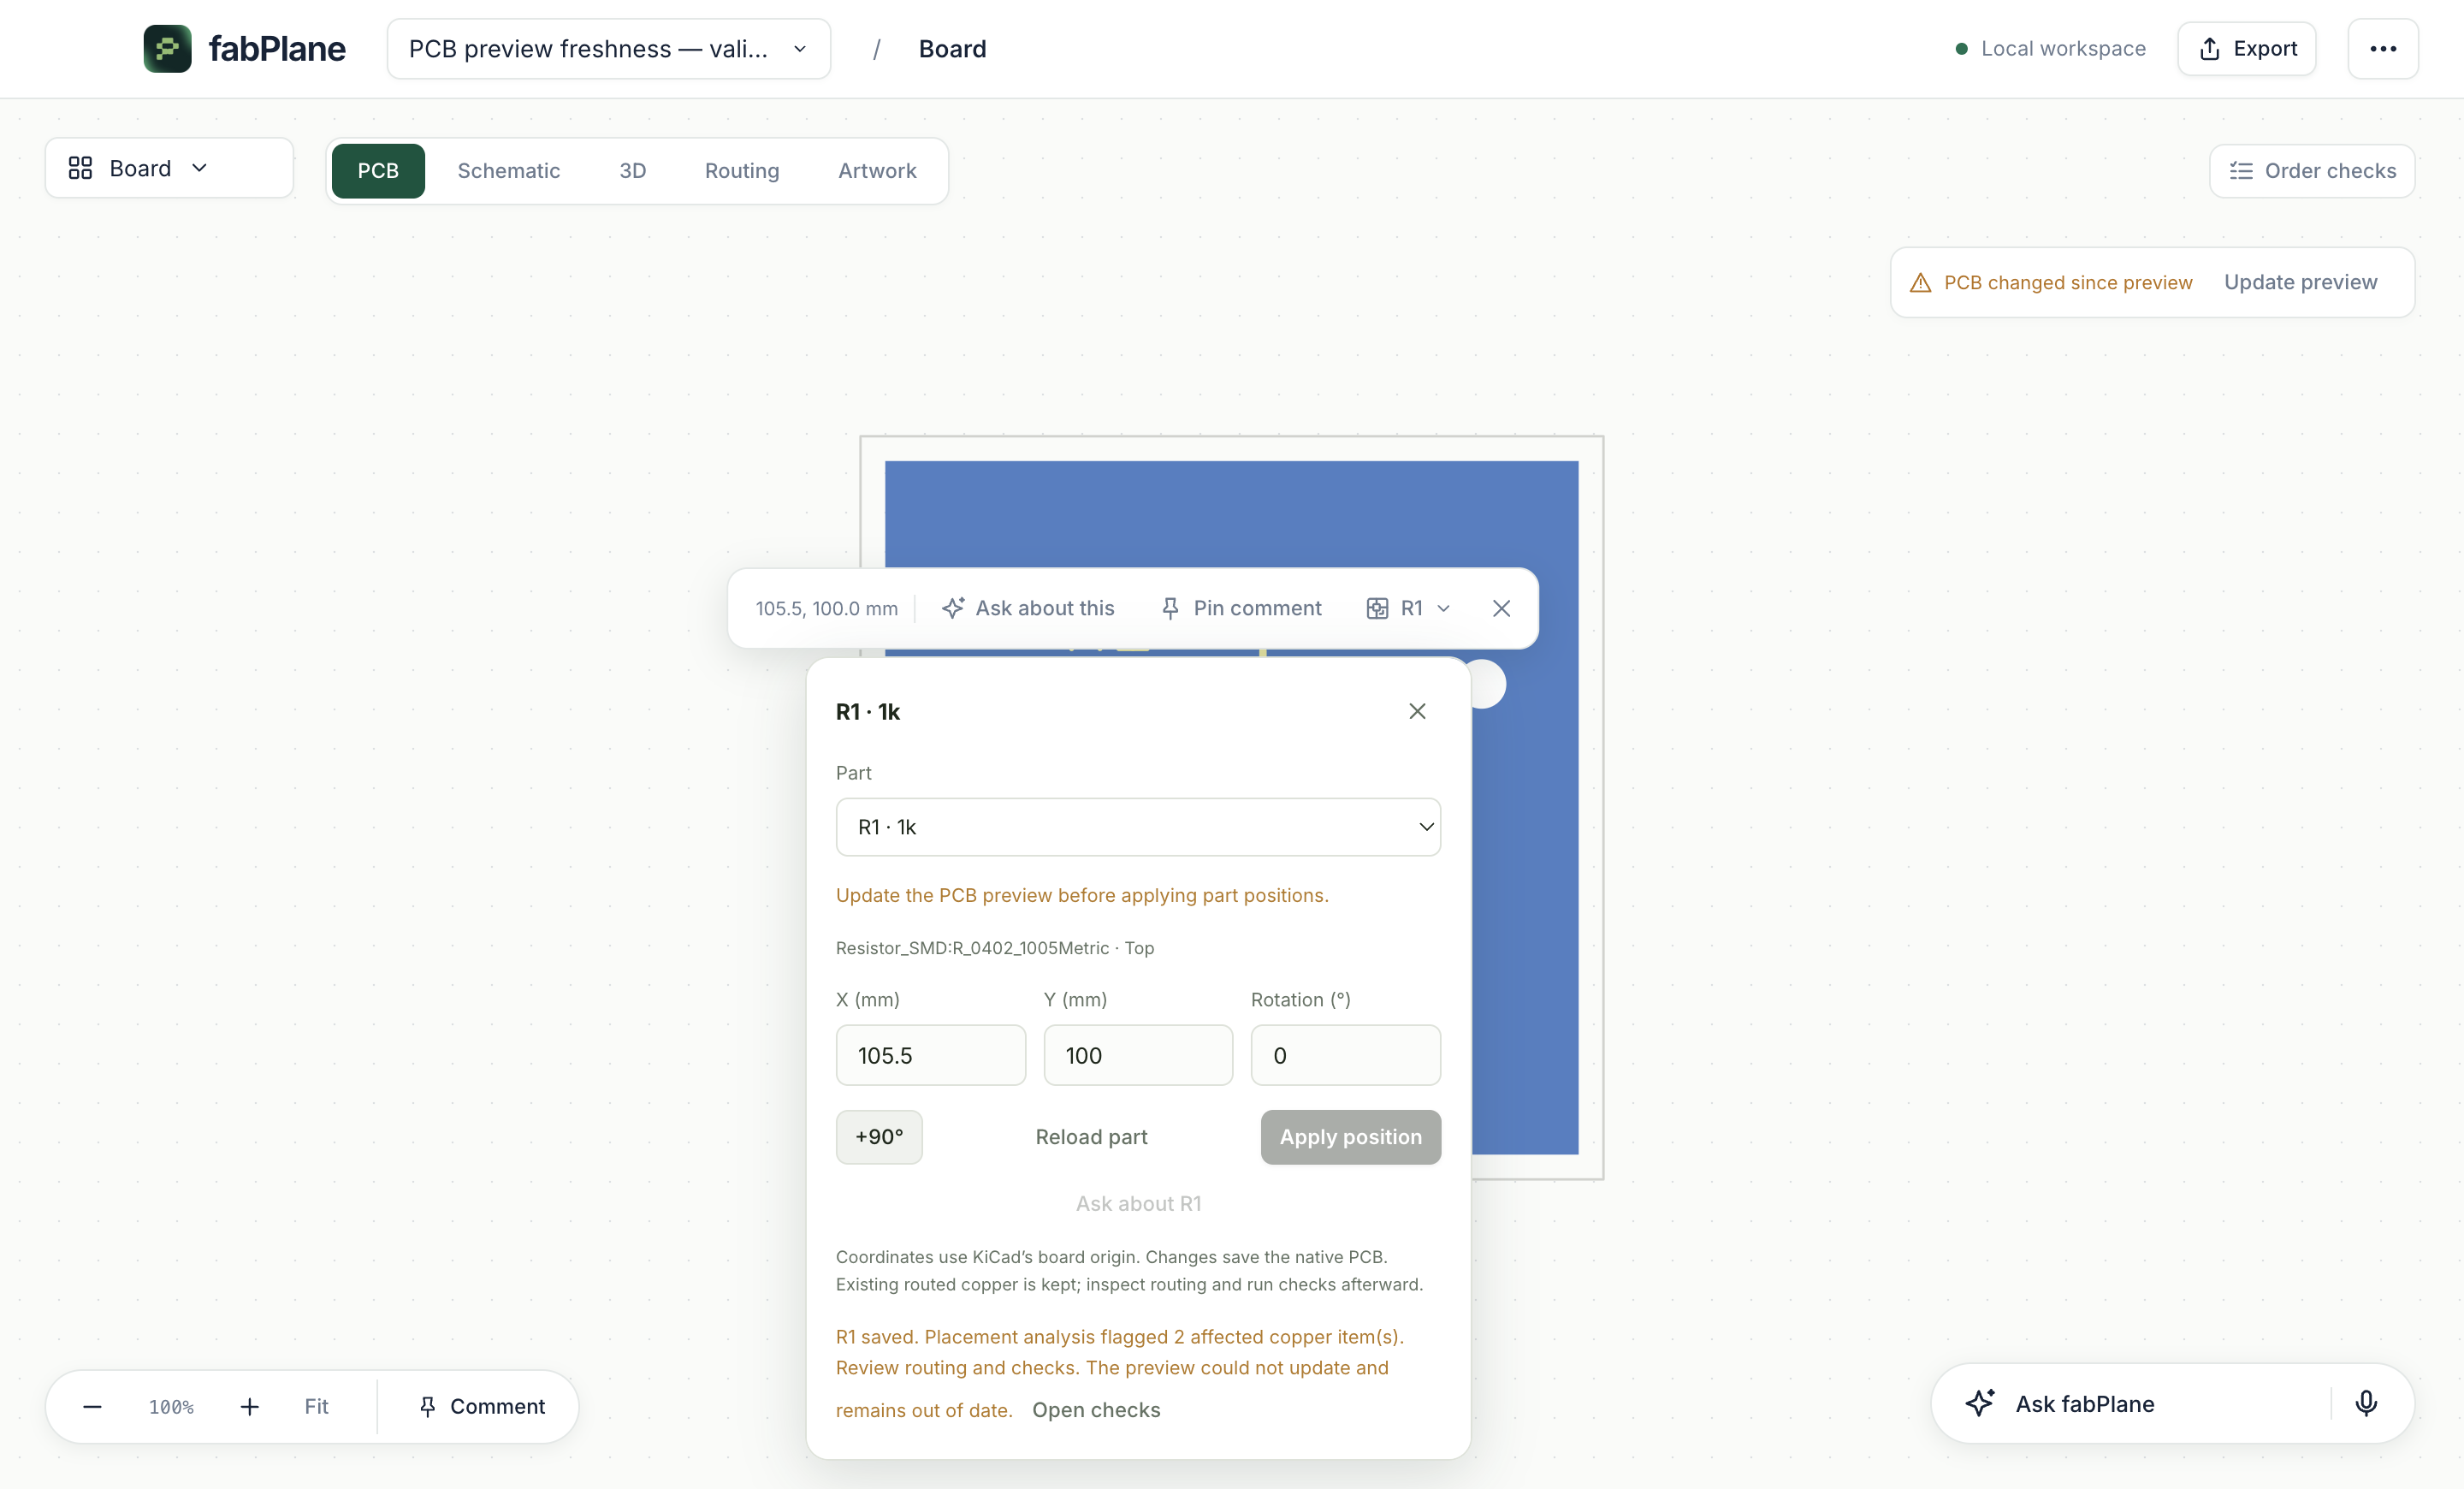 fabPlane
PCB preview freshness — vali...
/
Board
Local workspace
Export
Board
PCB
Schematic
3D
Routing
Artwork
Order checks
PCB changed since preview
Update preview
105.5, 100.0 mm
Ask about this
Pin comment
R1
R1 · 1k
Part
R1 · 1k
Update the PCB preview before applying part positions.
Resistor_SMD:R_0402_1005Metric · Top
X (mm)
Y (mm)
Rotation (°)
105.5
100
0
+90°
Reload part
Apply position
Ask about R1
Coordinates use KiCad’s board origin. Changes save the native PCB.
Existing routed copper is kept; inspect routing and run checks afterward.
R1 saved. Placement analysis flagged 2 affected copper item(s).
Review routing and checks. The preview could not update and
remains out of date.
Open checks
100%
Fit
Comment
Ask fabPlane